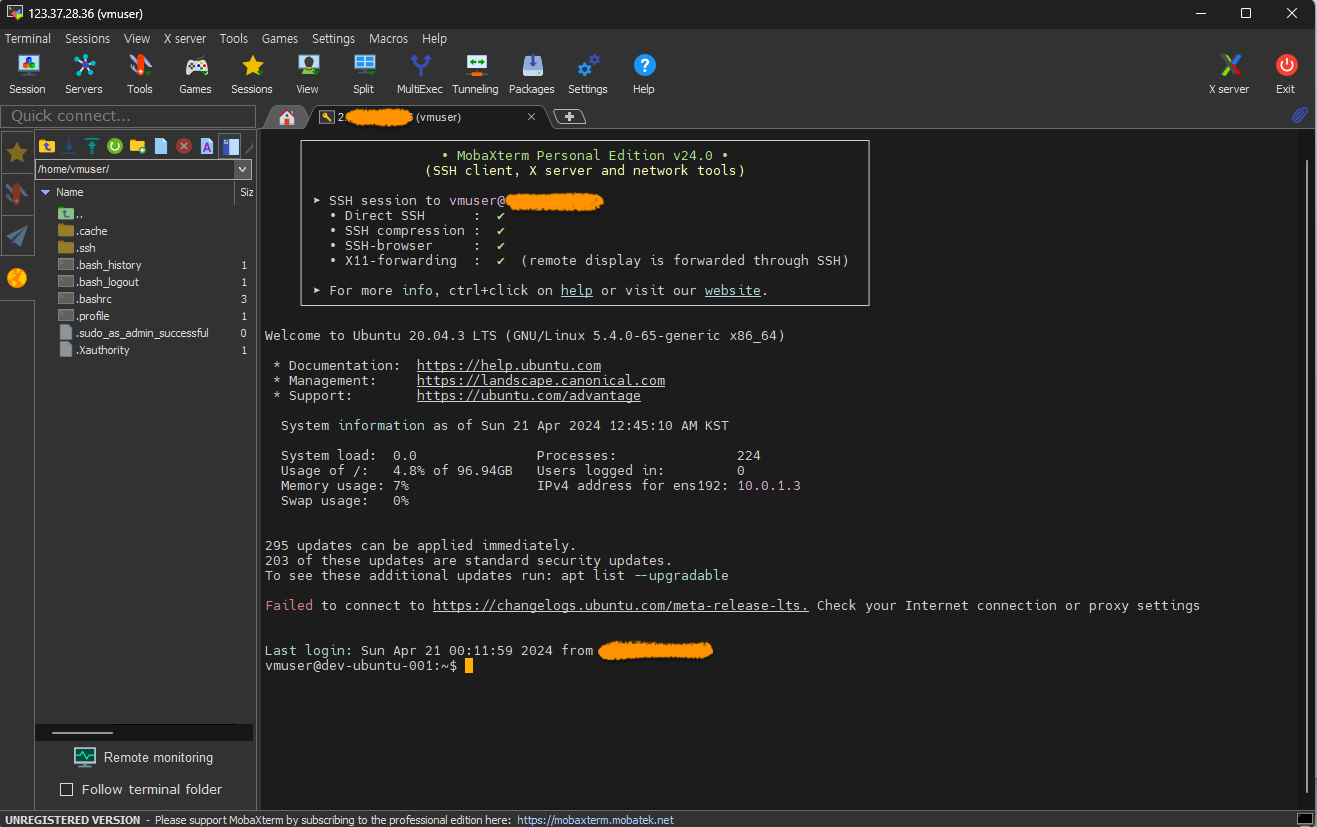 123.37.28.36 (vmuser)
Terminal Sessions View X server Tools Games Settings Macros Help
Session Servers Tools Games Sessions View Split MultiExec Tunneling Packages Settings Help X server Exit
Quick connect...
2. (vmuser)
/home/vmuser/
Name Siz
..
.cache
.ssh
.bash_history 1
.bash_logout 1
.bashrc 3
.profile 1
.sudo_as_admin_successful 0
.Xauthority 1
Remote monitoring
Follow terminal folder
• MobaXterm Personal Edition v24.0 •
(SSH client, X server and network tools)
➤ SSH session to vmuser@
• Direct SSH : ✔
• SSH compression : ✔
• SSH-browser : ✔
• X11-forwarding : ✔ (remote display is forwarded through SSH)
➤ For more info, ctrl+click on help or visit our website.
Welcome to Ubuntu 20.04.3 LTS (GNU/Linux 5.4.0-65-generic x86_64)
* Documentation: https://help.ubuntu.com
* Management: https://landscape.canonical.com
* Support: https://ubuntu.com/advantage
System information as of Sun 21 Apr 2024 12:45:10 AM KST
System load: 0.0 Processes: 224
Usage of /: 4.8% of 96.94GB Users logged in: 0
Memory usage: 7% IPv4 address for ens192: 10.0.1.3
Swap usage: 0%
295 updates can be applied immediately.
203 of these updates are standard security updates.
To see these additional updates run: apt list --upgradable
Failed to connect to https://changelogs.ubuntu.com/meta-release-lts. Check your Internet connection or proxy settings
Last login: Sun Apr 21 00:11:59 2024 from
vmuser@dev-ubuntu-001:~$
UNREGISTERED VERSION - Please support MobaXterm by subscribing to the professional edition here: https://mobaxterm.mobatek.net